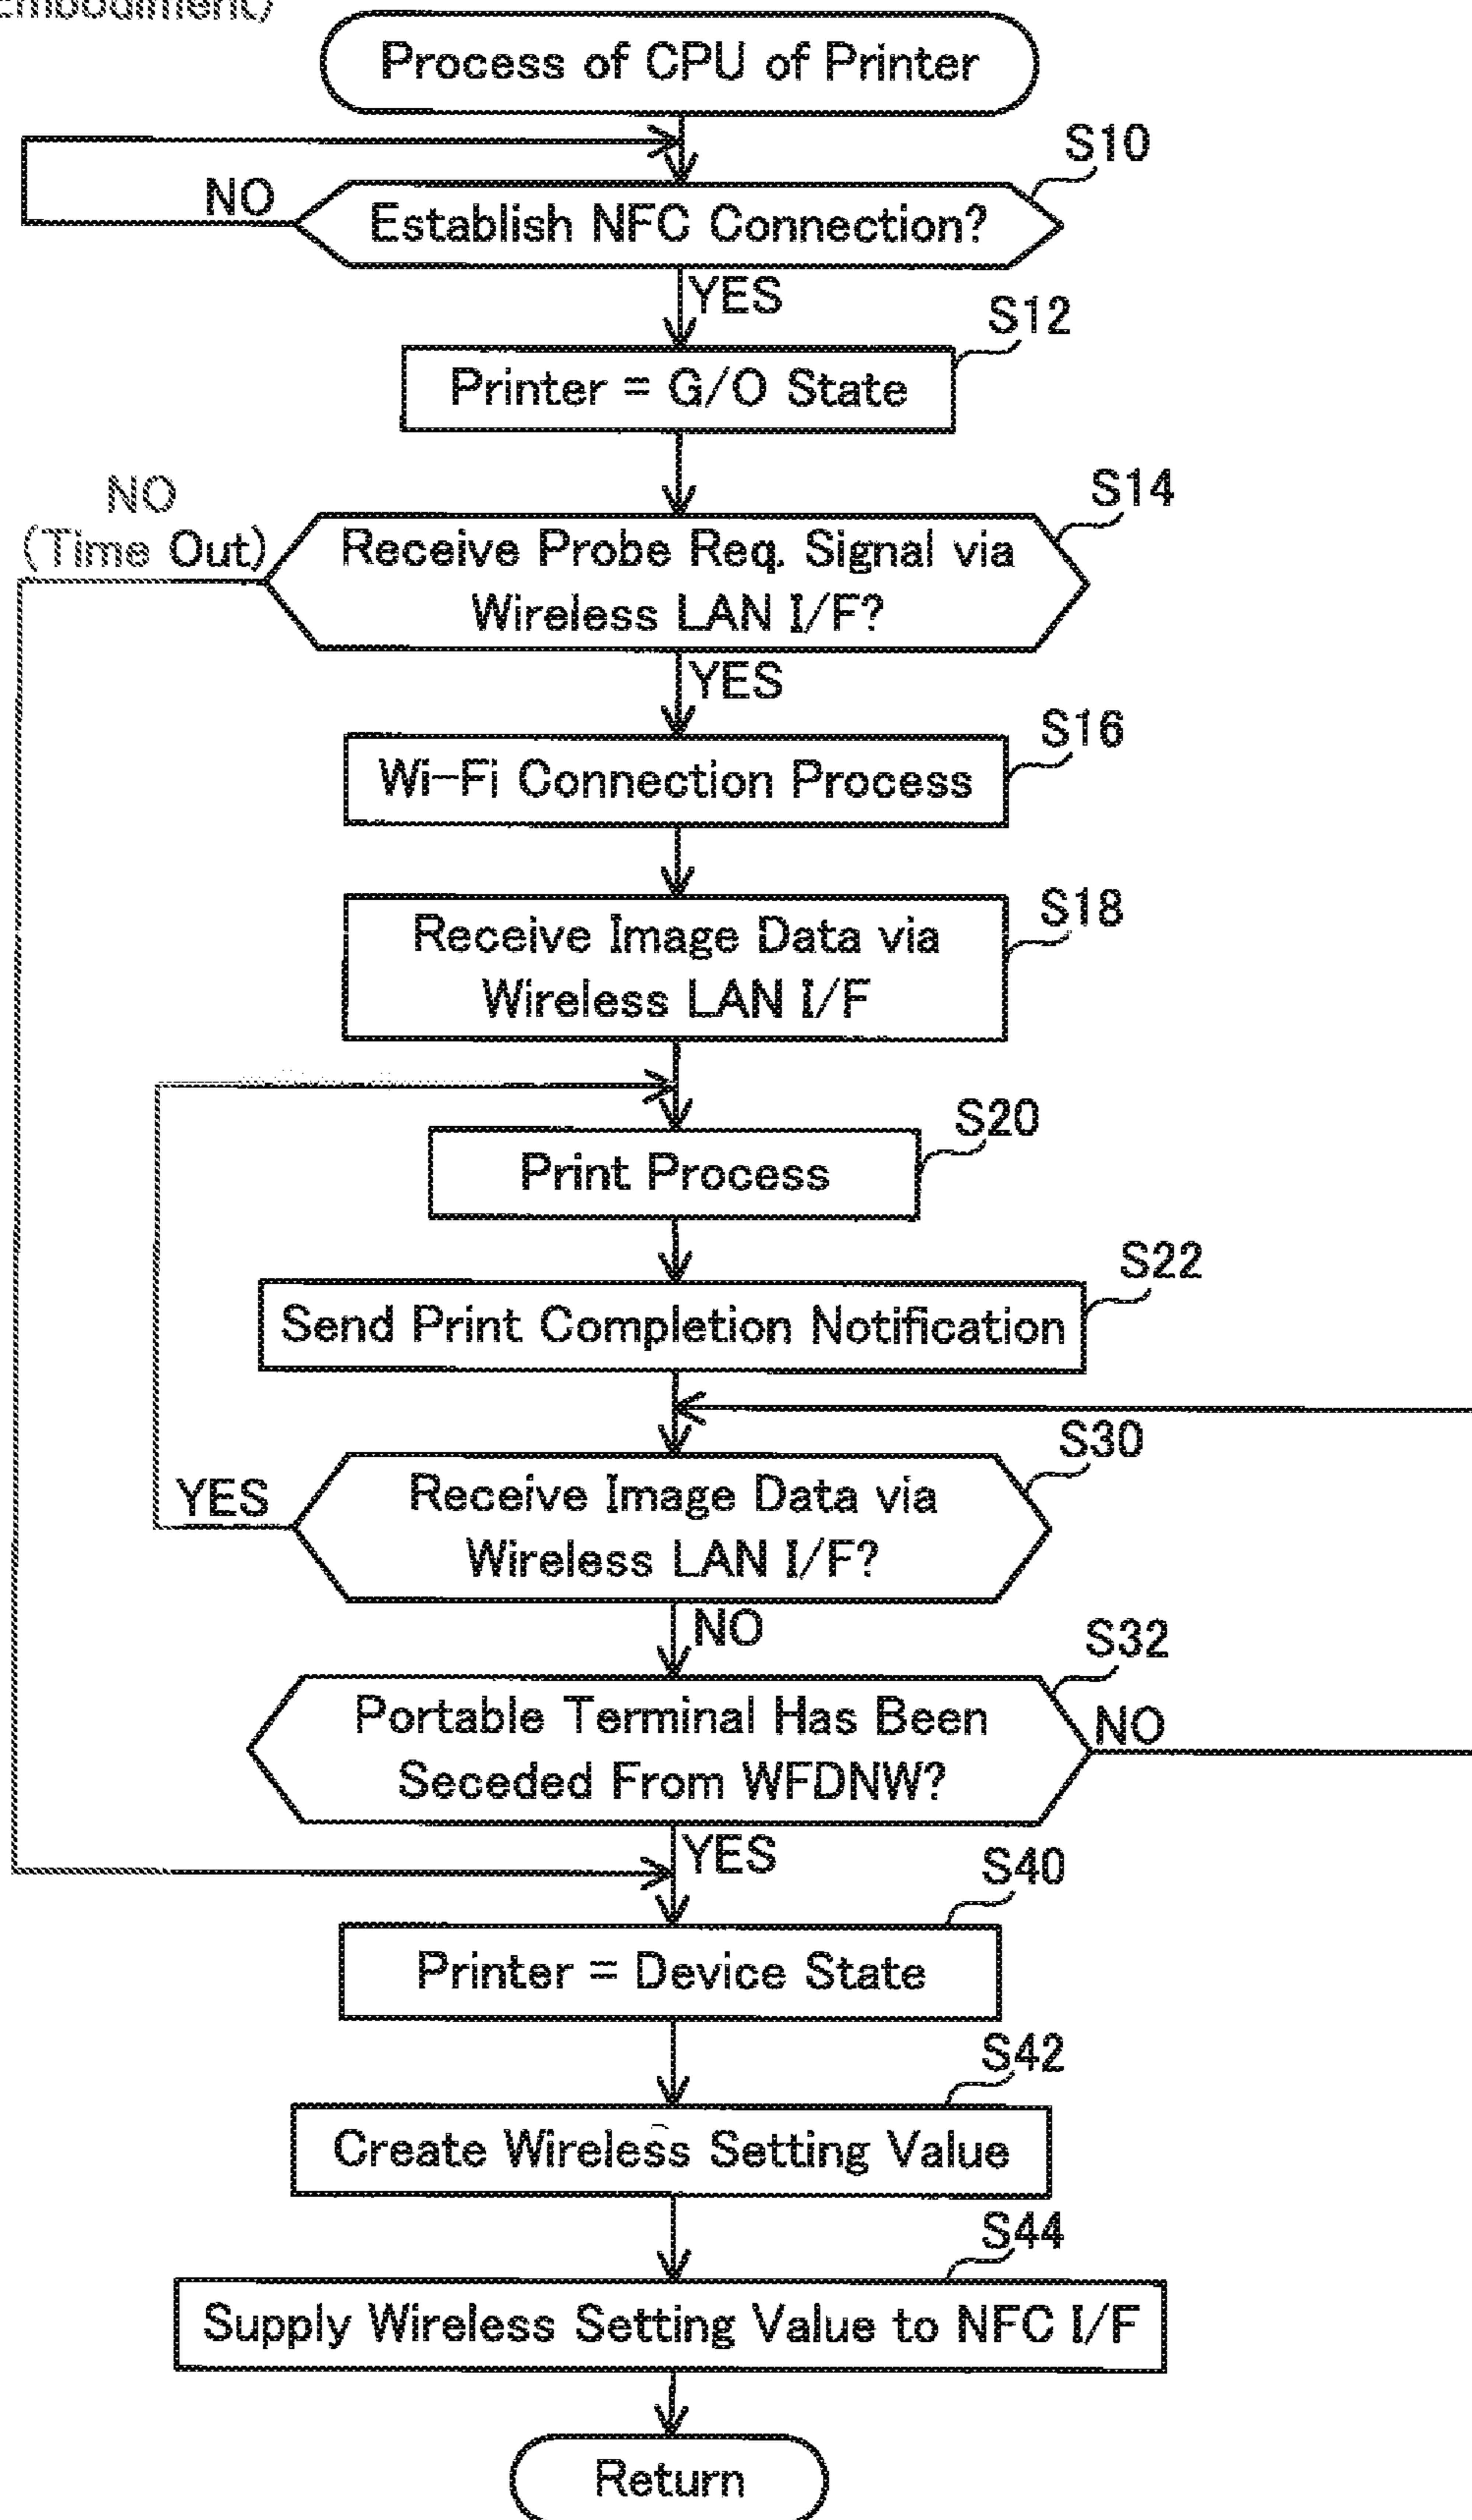 Embodiment)
Process of CPU of Printer
S10
NO
Establish NFC Connection?
YES
S12
Printer = G/O State
NO
(Time Out)
S14
Receive Probe Req. Signal via
Wireless LAN I/F?
YES
S16
Wi-Fi Connection Process
S18
Receive Image Data via
Wireless LAN I/F
S20
Print Process
S22
Send Print Completion Notification
S30
YES
Receive Image Data via
Wireless LAN I/F?
NO
S32
Portable Terminal Has Been
Seceded From WFDNW?
NO
YES
S40
Printer = Device State
S42
Create Wireless Setting Value
S44
Supply Wireless Setting Value to NFC I/F
Return